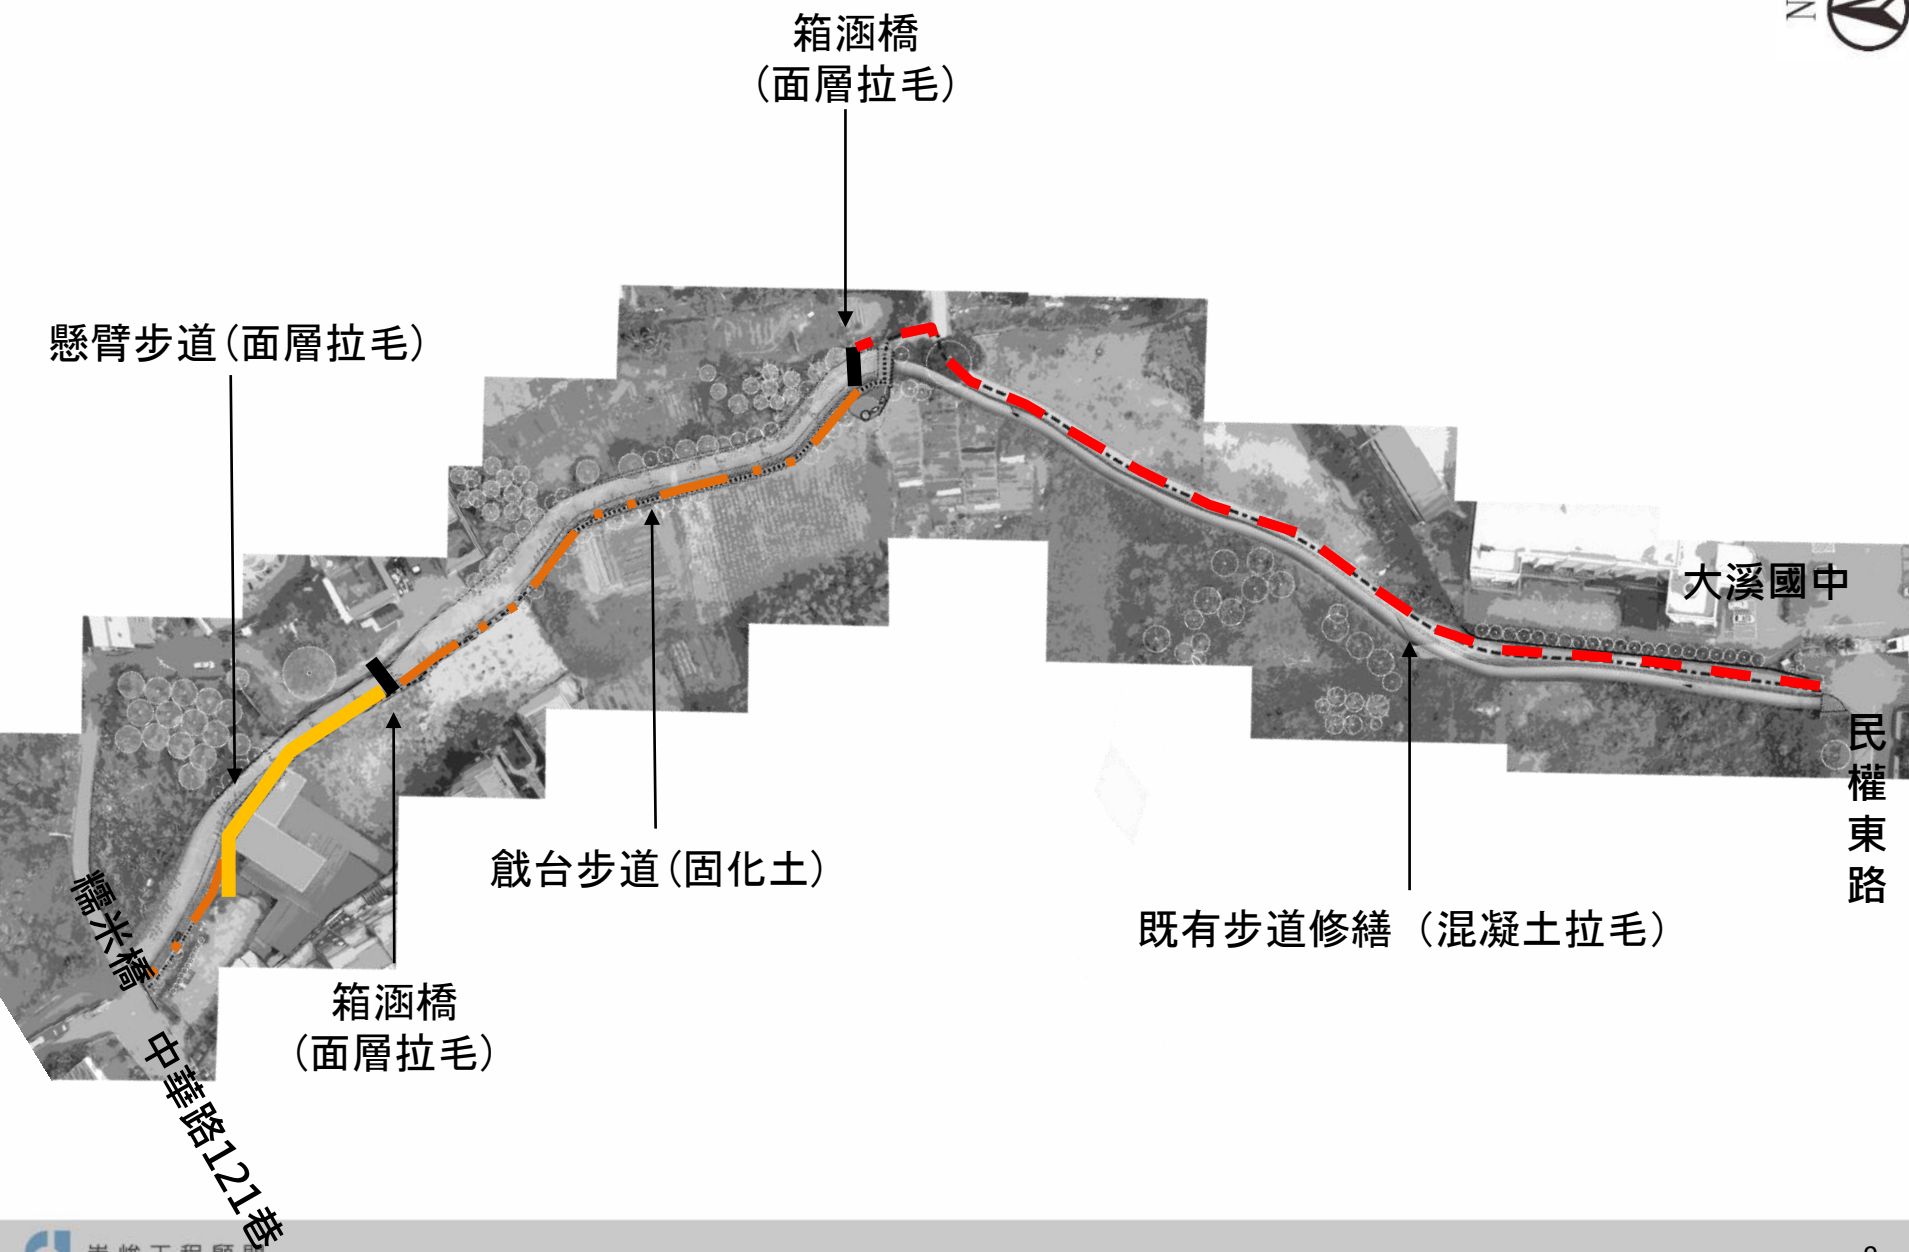 N
箱涵橋
(面層拉毛)
懸臂步道(面層拉毛)
大溪國中
民權東路
戧台步道(固化土)
既有步道修繕（混凝土拉毛）
糯米橋
箱涵橋
(面層拉毛)
中華路121巷